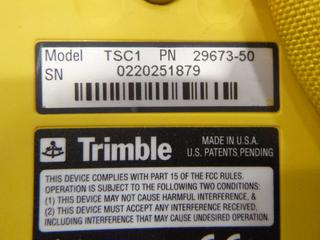 Model TSC1 PN 29673-50
SN 0220251879
Trimble
MADE IN U.S.A.
U.S. PATENTS PENDING
THIS DEVICE COMPLIES WITH PART 15 OF THE FCC RULES.
OPERATION IS SUBJECT TO THE FOLLOWING TWO CONDITIONS:
(1) THIS DEVICE MAY NOT CAUSE HARMFUL INTERFERENCE, &
(2) THIS DEVICE MUST ACCEPT ANY INTERFERENCE RECEIVED,
INCLUDING INTERFERENCE THAT MAY CAUSE UNDESIRED OPERATION.